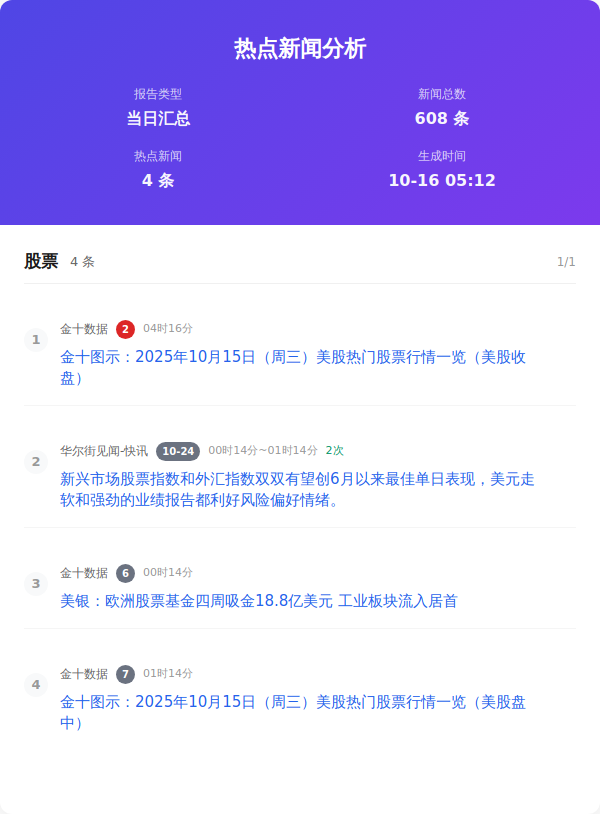 热点新闻分析
报告类型
新闻总数
当日汇总
608 条
热点新闻
生成时间
4 条
10-16 05:12
股票 4 条 1/1
1
金十数据 2 04时16分
金十图示：2025年10月15日（周三）美股热门股票行情一览（美股收
盘）
2
华尔街见闻-快讯 10-24 00时14分~01时14分 2次
新兴市场股票指数和外汇指数双双有望创6月以来最佳单日表现，美元走
软和强劲的业绩报告都利好风险偏好情绪。
3
金十数据 6 00时14分
美银：欧洲股票基金四周吸金18.8亿美元 工业板块流入居首
4
金十数据 7 01时14分
金十图示：2025年10月15日（周三）美股热门股票行情一览（美股盘
中）